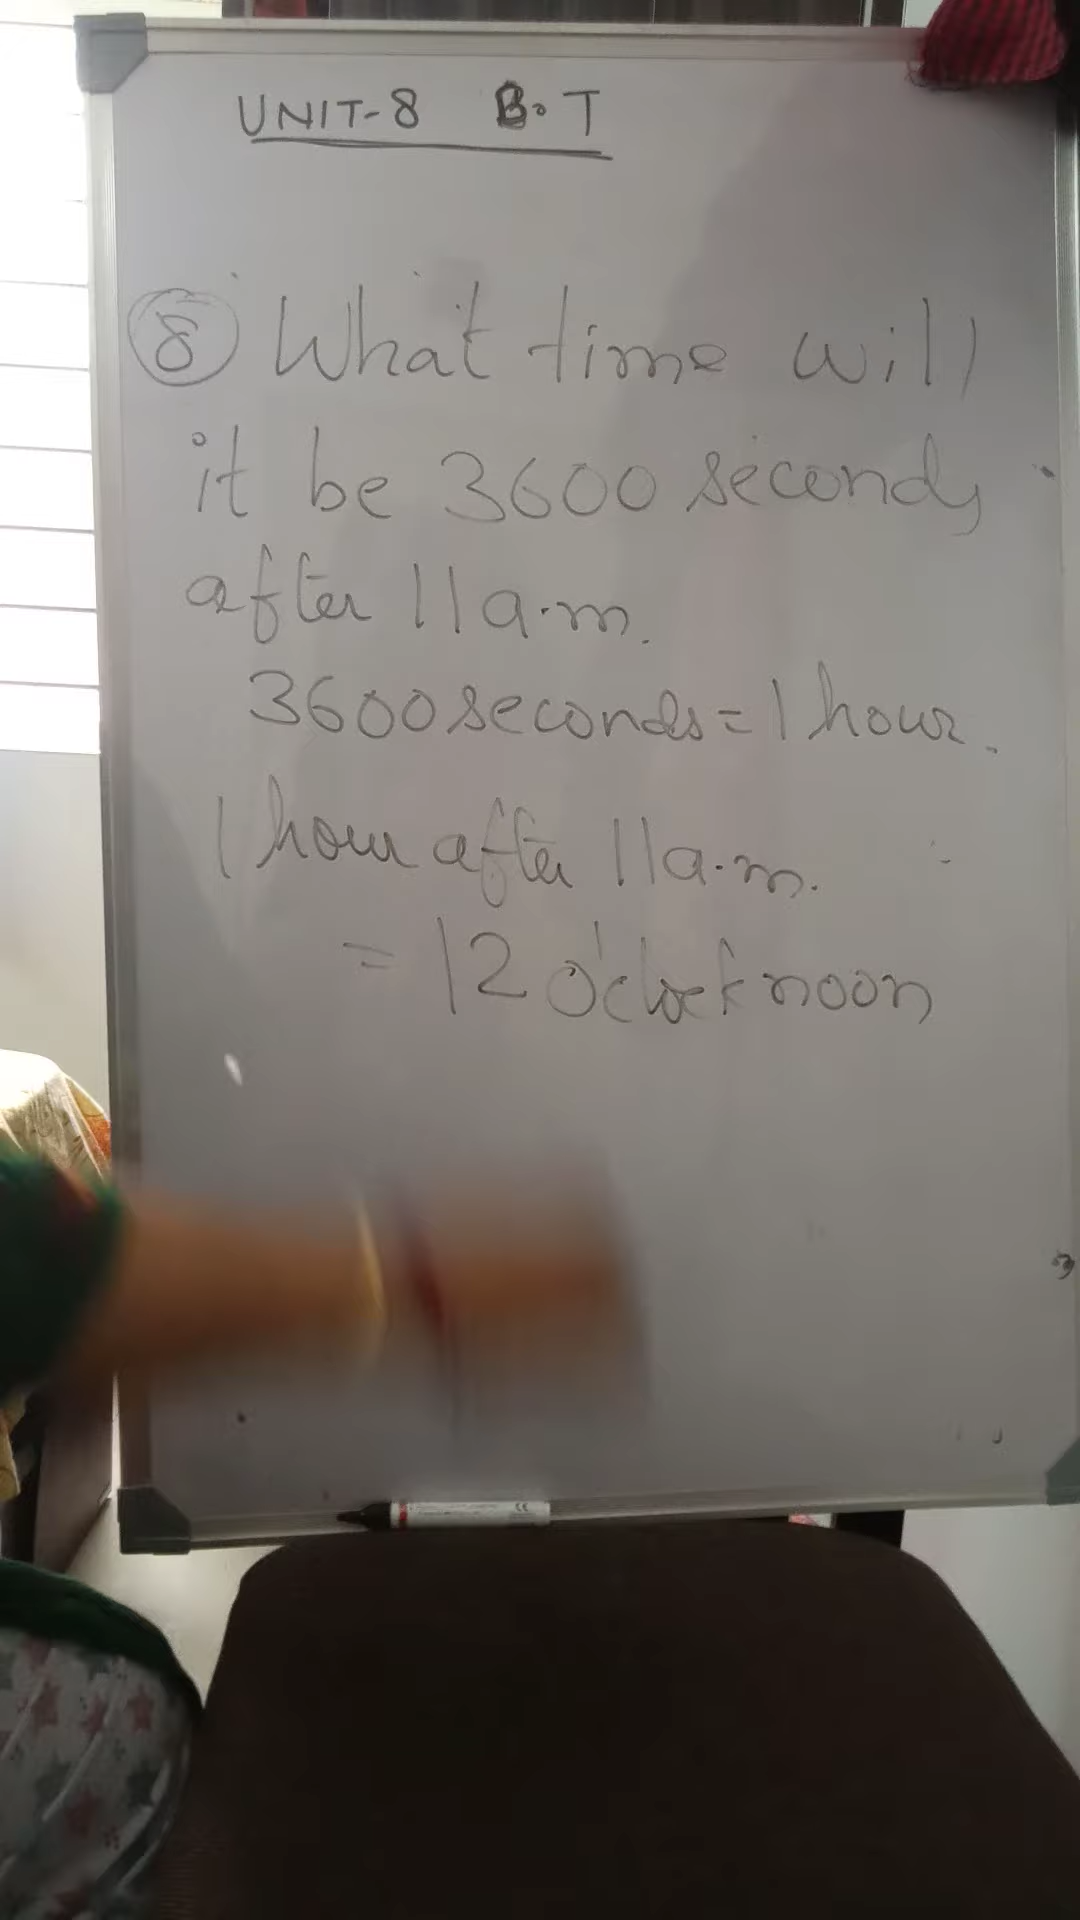 UNIT-8 B.T
8 What time will
it be 3600 seconds
after 11 a.m.
3600 seconds = 1 hour.
1 hour after 11 a.m.
= 12 o'clock noon